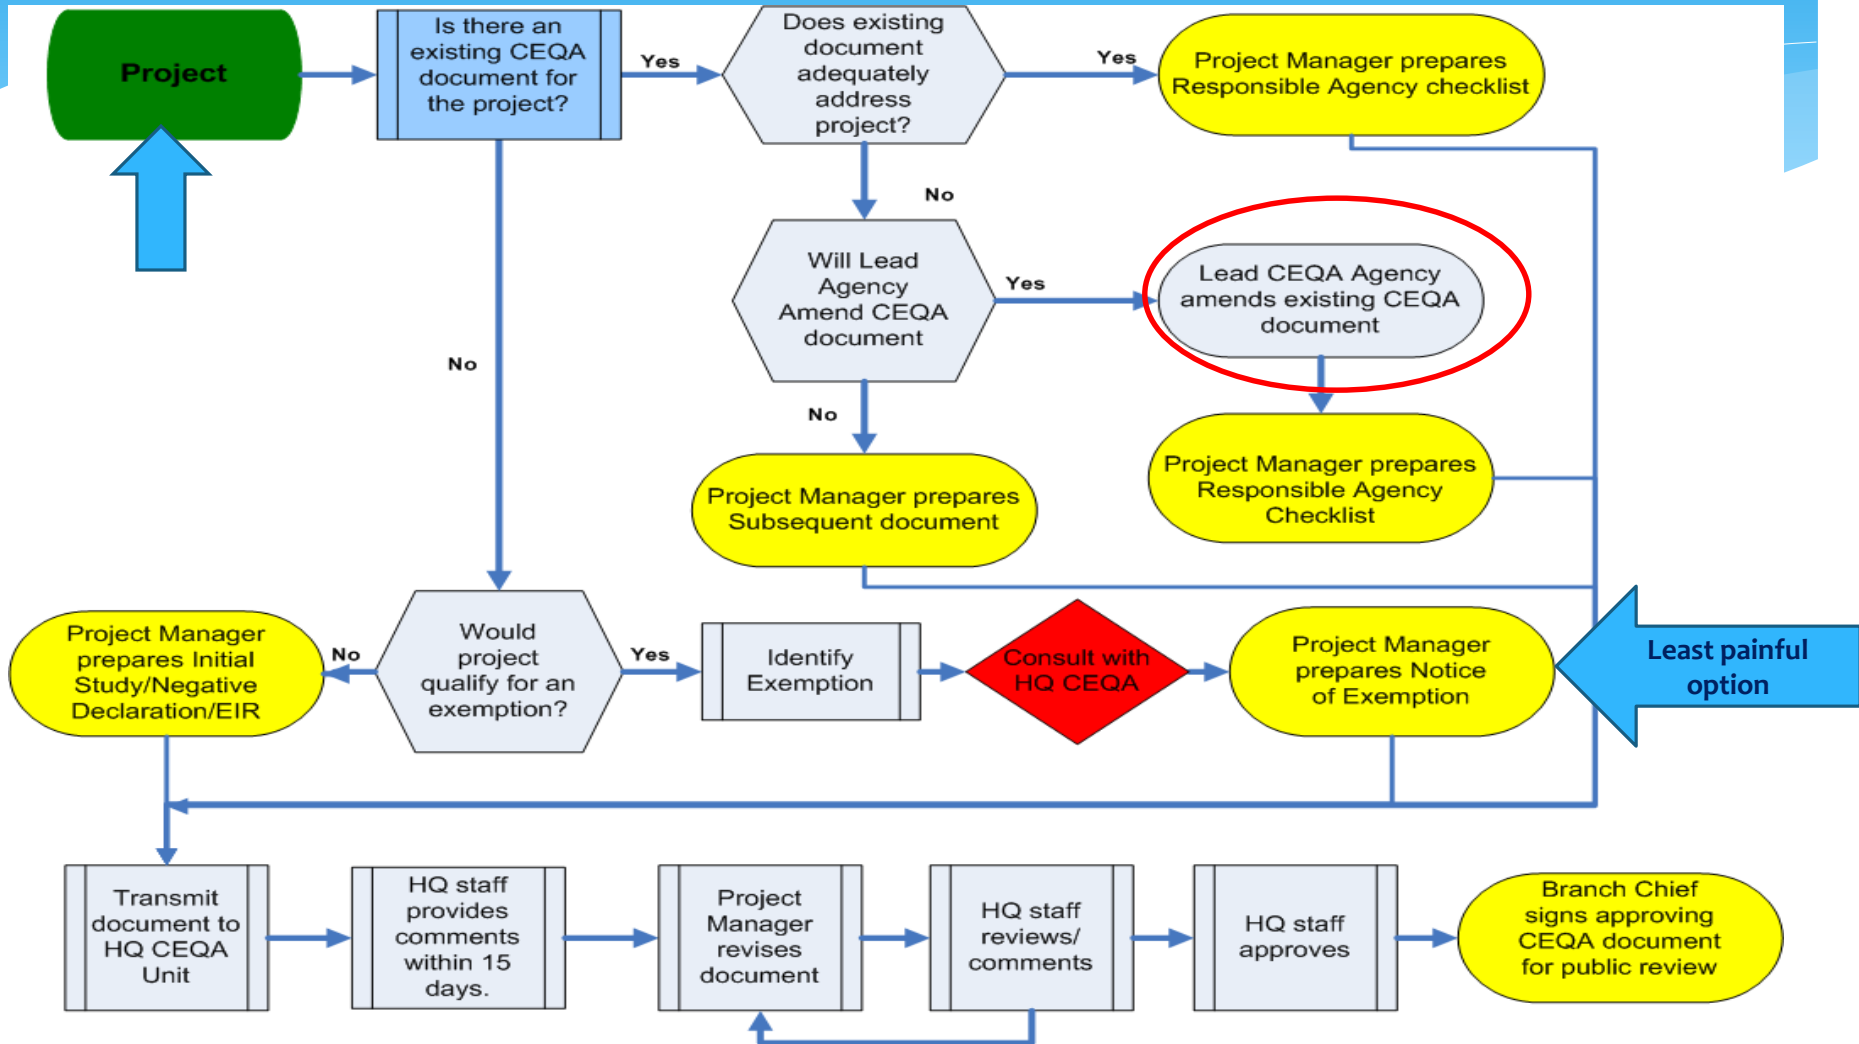 Project
Is there an
existing CEQA
document for
the project?
Yes
Does existing
document
adequately
address
project?
Yes
Project Manager prepares
Responsible Agency checklist
No
No
Will Lead
Agency
Amend CEQA
document
Yes
Lead CEQA Agency
amends existing CEQA
document
No
Project Manager prepares
Subsequent document
Project Manager prepares
Responsible Agency
Checklist
Project Manager
prepares Initial
Study/Negative
Declaration/EIR
No
Would
project
qualify for an
exemption?
Yes
Identify
Exemption
Consult with
HQ CEQA
Project Manager
prepares Notice
of Exemption
Least painful
option
Transmit
document to
HQ CEQA
Unit
HQ staff
provides
comments
within 15
days.
Project
Manager
revises
document
HQ staff
reviews/
comments
HQ staff
approves
Branch Chief
signs approving
CEQA document
for public review